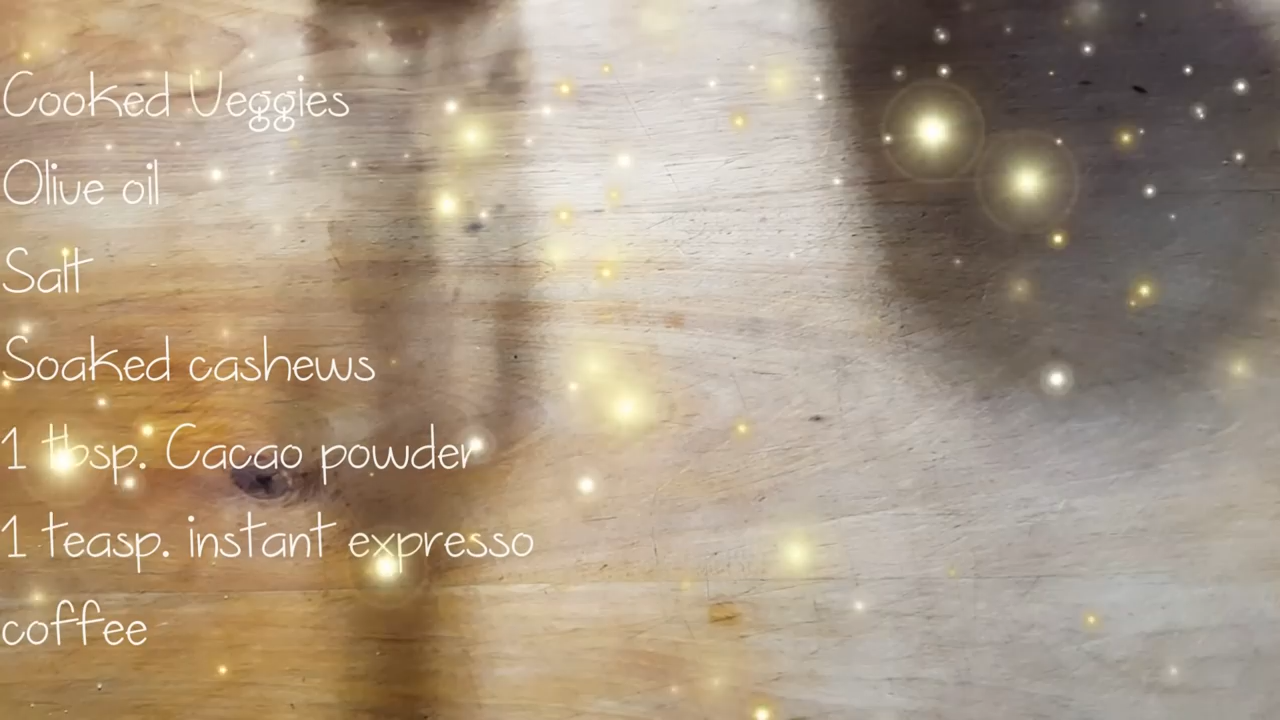 Cooked Veggies
Olive oil
Salt
Soaked cashews
1 tbsp. Cacao powder
1 teasp. instant expresso
coffee